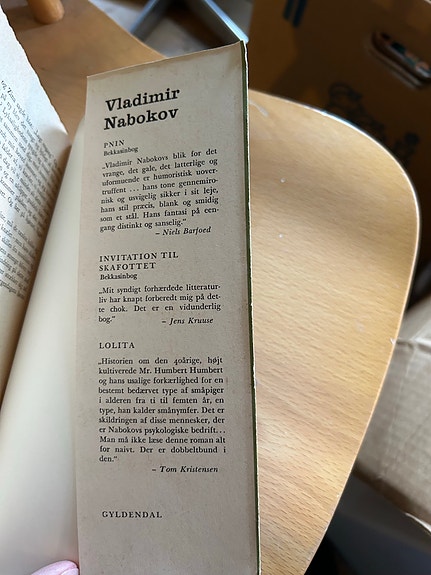 Vladimir
Nabokov
PNIN
Bekkasinbog
„Vladimir Nabokovs blik for det
vrange, det gale, det latterlige og
uformuende er humoristisk uover-
truffent ... hans tone gennemiro-
nisk og usvigelig sikker i sit leje,
hans stil præcis, blank og smidig
som et stål. Hans fantasi på een-
gang distinkt og sanselig.“
– Niels Barfoed
INVITATION TIL
SKAFOTTET
Bekkasinbog
„Mit syndigt forhærdede litteratur-
liv har knapt forberedt mig på det-
te chok. Det er en vidunderlig
bog.“
– Jens Kruuse
LOLITA
„Historien om den 40årige, højt
kultiverede Mr. Humbert Humbert
og hans usalige forkærlighed for en
bestemt bedærvet type af småpiger
i alderen fra ti til femten år, en
type, han kalder smånymfer. Det er
skildringen af disse mennesker, der
er Nabokovs psykologiske bedrift...
Man må ikke læse denne roman alt
for naivt. Der er dobbeltbund i
den.“
– Tom Kristensen
GYLDENDAL